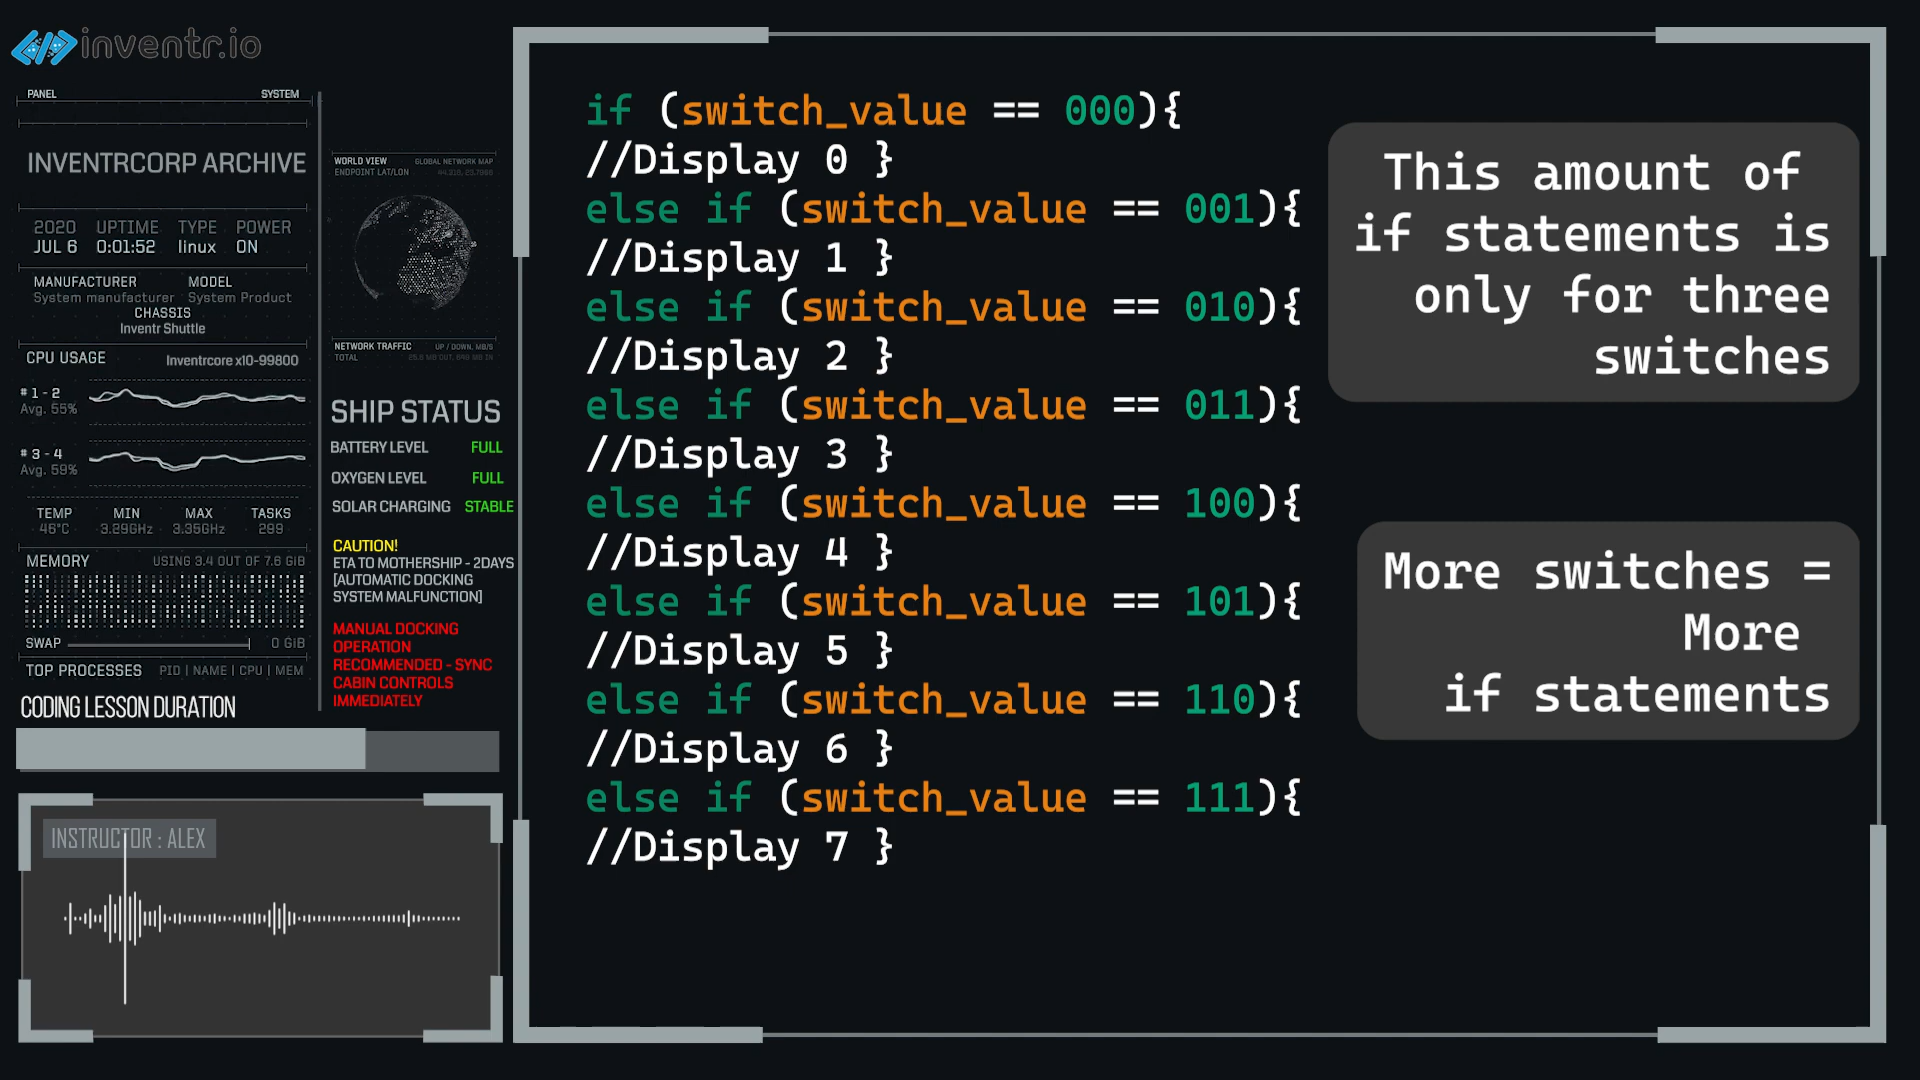 inventr.io
PANEL
SYSTEM
INVENTRCORP ARCHIVE
2020 UPTIME TYPE POWER
JUL 6 0:01:52 linux ON
MANUFACTURER MODEL
System manufacturer System Product
CHASSIS
Inventr Shuttle
CPU USAGE Inventrcore x10-99800
# 1 - 2
Avg. 55%
# 3 - 4
Avg. 59%
TEMP MIN MAX TASKS
46°C 3.29GHz 3.35GHz 299
MEMORY USING 3.4 OUT OF 7.6 GiB
SWAP 0 GiB
TOP PROCESSES PID | NAME | CPU | MEM
CODING LESSON DURATION
INSTRUCTOR : ALEX
WORLD VIEW GLOBAL NETWORK MAP
ENDPOINT LAT/LON
NETWORK TRAFFIC UP / DOWN, MB/S
TOTAL
SHIP STATUS
BATTERY LEVEL FULL
OXYGEN LEVEL FULL
SOLAR CHARGING STABLE
CAUTION!
ETA TO MOTHERSHIP - 2DAYS
[AUTOMATIC DOCKING
SYSTEM MALFUNCTION]
MANUAL DOCKING
OPERATION
RECOMMENDED - SYNC
CABIN CONTROLS
IMMEDIATELY
if (switch_value == 000){
//Display 0 }
else if (switch_value == 001){
//Display 1 }
else if (switch_value == 010){
//Display 2 }
else if (switch_value == 011){
//Display 3 }
else if (switch_value == 100){
//Display 4 }
else if (switch_value == 101){
//Display 5 }
else if (switch_value == 110){
//Display 6 }
else if (switch_value == 111){
//Display 7 }
This amount of
if statements is
only for three
switches
More switches =
More
if statements